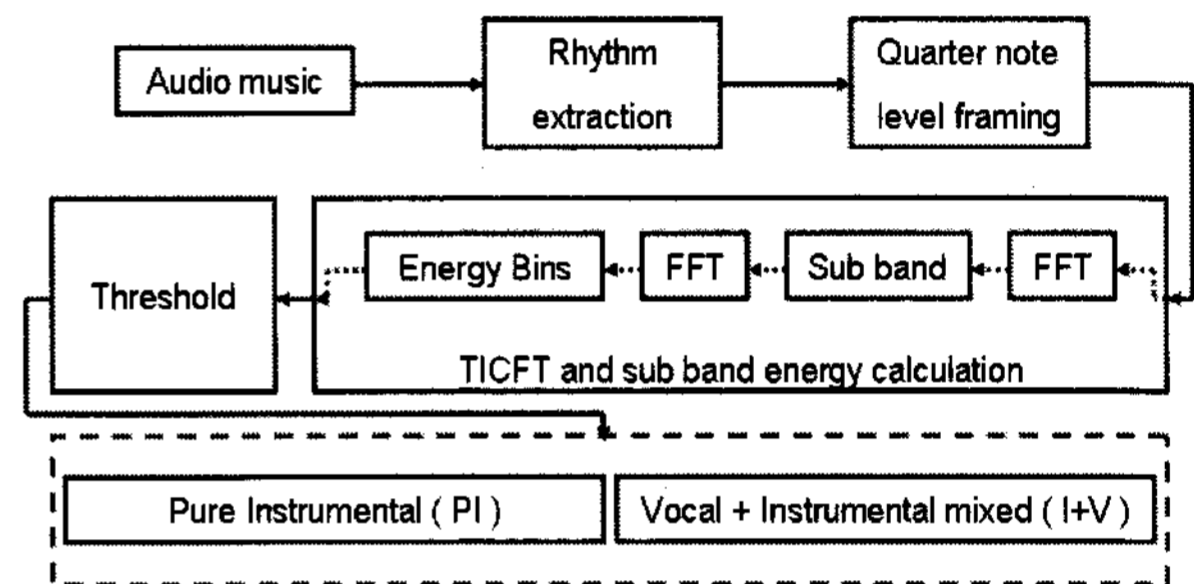 Audio music
Rhythm
extraction
Quarter note
level framing
Threshold
Energy Bins
FFT
Sub band
FFT
TICFT and sub band energy calculation
Pure Instrumental ( PI )
Vocal + Instrumental mixed ( I+V )